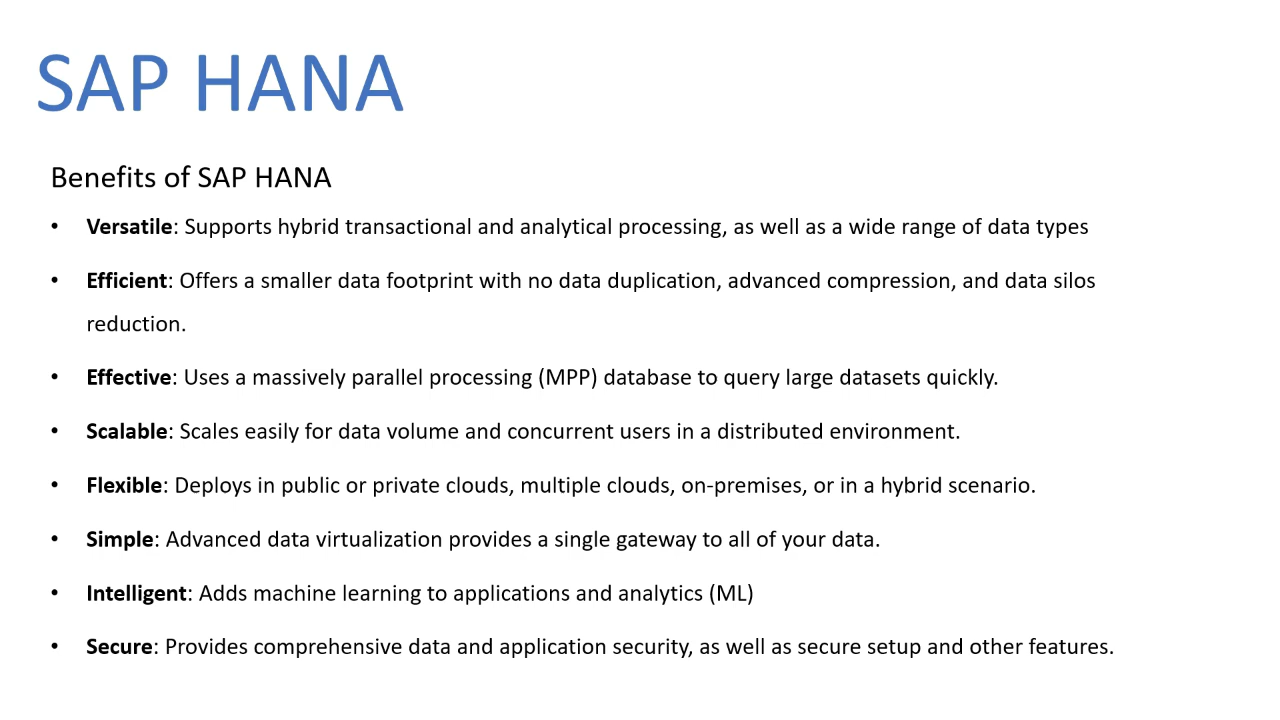 SAP HANA
Benefits of SAP HANA
• Versatile: Supports hybrid transactional and analytical processing, as well as a wide range of data types
• Efficient: Offers a smaller data footprint with no data duplication, advanced compression, and data silos
reduction.
• Effective: Uses a massively parallel processing (MPP) database to query large datasets quickly.
• Scalable: Scales easily for data volume and concurrent users in a distributed environment.
• Flexible: Deploys in public or private clouds, multiple clouds, on-premises, or in a hybrid scenario.
• Simple: Advanced data virtualization provides a single gateway to all of your data.
• Intelligent: Adds machine learning to applications and analytics (ML)
• Secure: Provides comprehensive data and application security, as well as secure setup and other features.